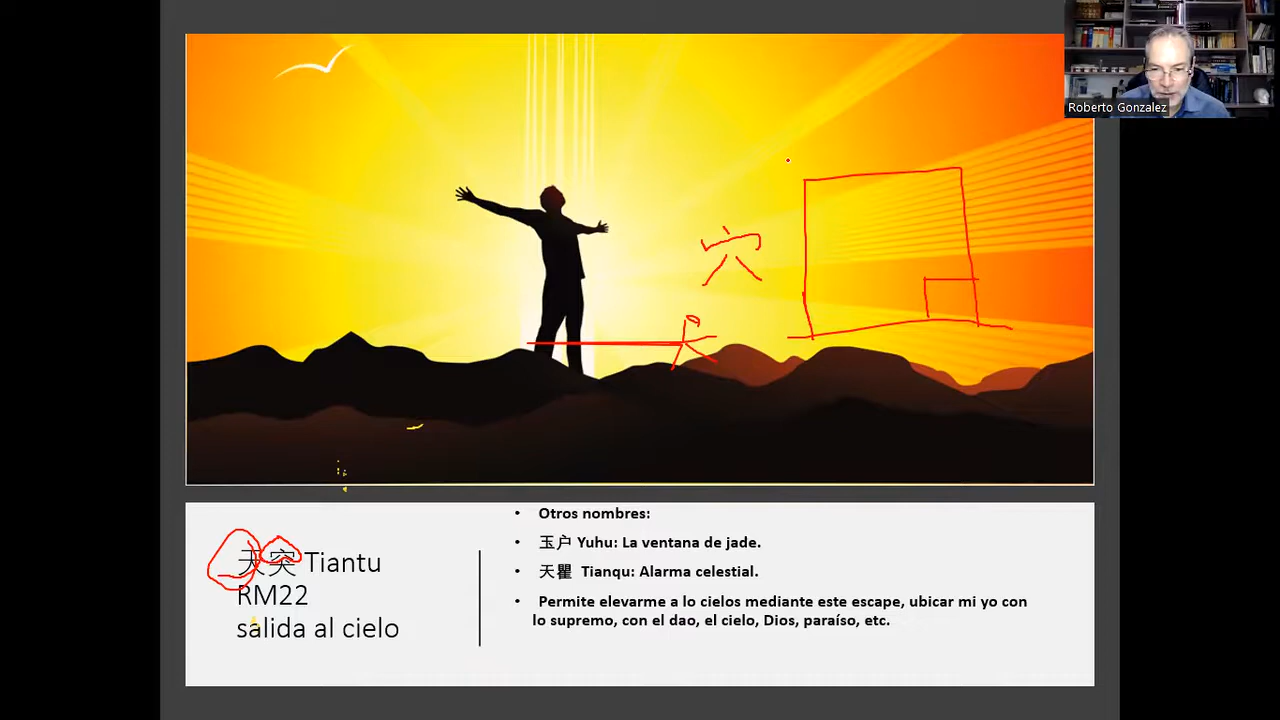 Roberto Gonzalez
穴
天突 Tiantu
RM22
salida al cielo
• Otros nombres:
• 玉户 Yuhu: La ventana de jade.
• 天瞿 Tianqu: Alarma celestial.
• Permite elevarme a lo cielos mediante este escape, ubicar mi yo con
lo supremo, con el dao, el cielo, Dios, paraíso, etc.